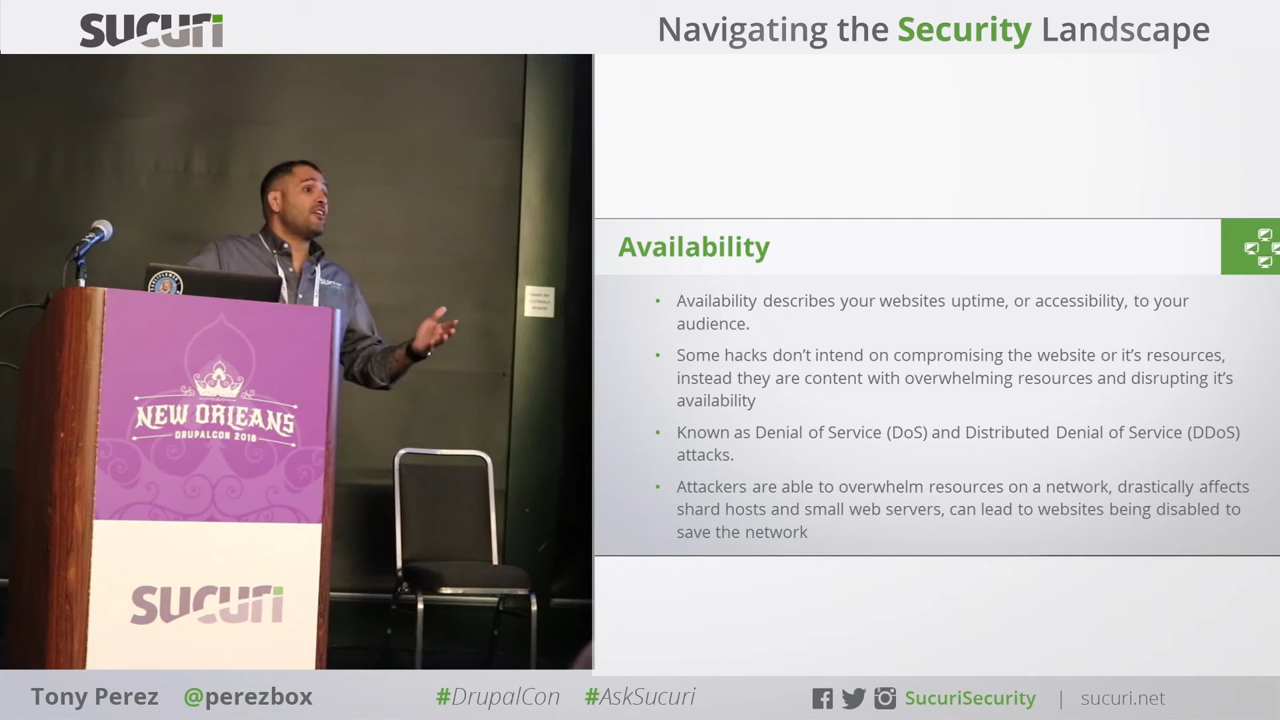 sucuri
Navigating the Security Landscape
NEW ORLEANS
DRUPALCON 2016
sucuri
Availability
• Availability describes your websites uptime, or accessibility, to your
audience.
• Some hacks don't intend on compromising the website or it's resources,
instead they are content with overwhelming resources and disrupting it's
availability
• Known as Denial of Service (DoS) and Distributed Denial of Service (DDoS)
attacks.
• Attackers are able to overwhelm resources on a network, drastically affects
shard hosts and small web servers, can lead to websites being disabled to
save the network
Tony Perez @perezbox #DrupalCon #AskSucuri SucuriSecurity | sucuri.net